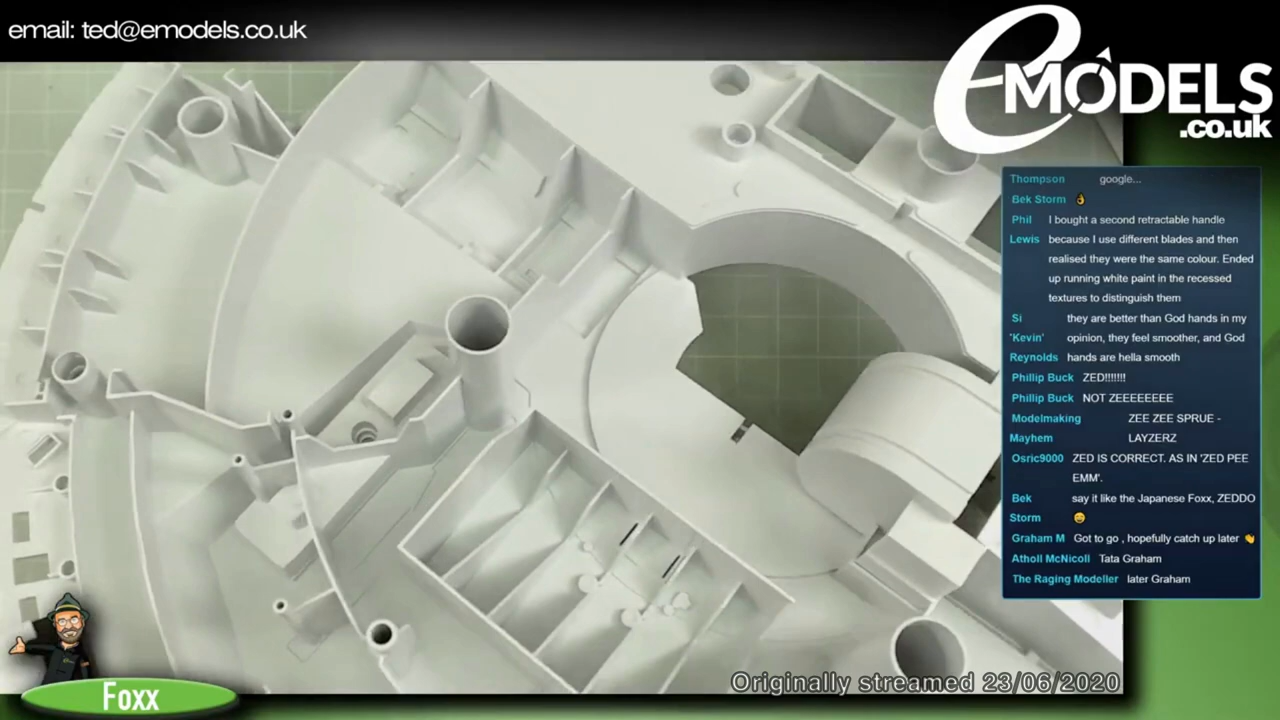 email: ted@emodels.co.uk
eMODELS
.co.uk
Thompson google...
Bek Storm 👌
Phil I bought a second retractable handle
Lewis because I use different blades and then
realised they were the same colour. Ended
up running white paint in the recessed
textures to distinguish them
Si they are better than God hands in my
'Kevin' opinion, they feel smoother, and God
Reynolds hands are hella smooth
Phillip Buck ZED!!!!!!!
Phillip Buck NOT ZEEEEEEEE
Modelmaking ZEE ZEE SPRUE -
Mayhem LAYZERZ
Osric9000 ZED IS CORRECT. AS IN 'ZED PEE
EMM'.
Bek say it like the Japanese Foxx, ZEDDO
Storm 😄
Graham M Got to go , hopefully catch up later 👋
Atholl McNicoll Tata Graham
The Raging Modeller later Graham
Originally streamed 23/06/2020
Foxx